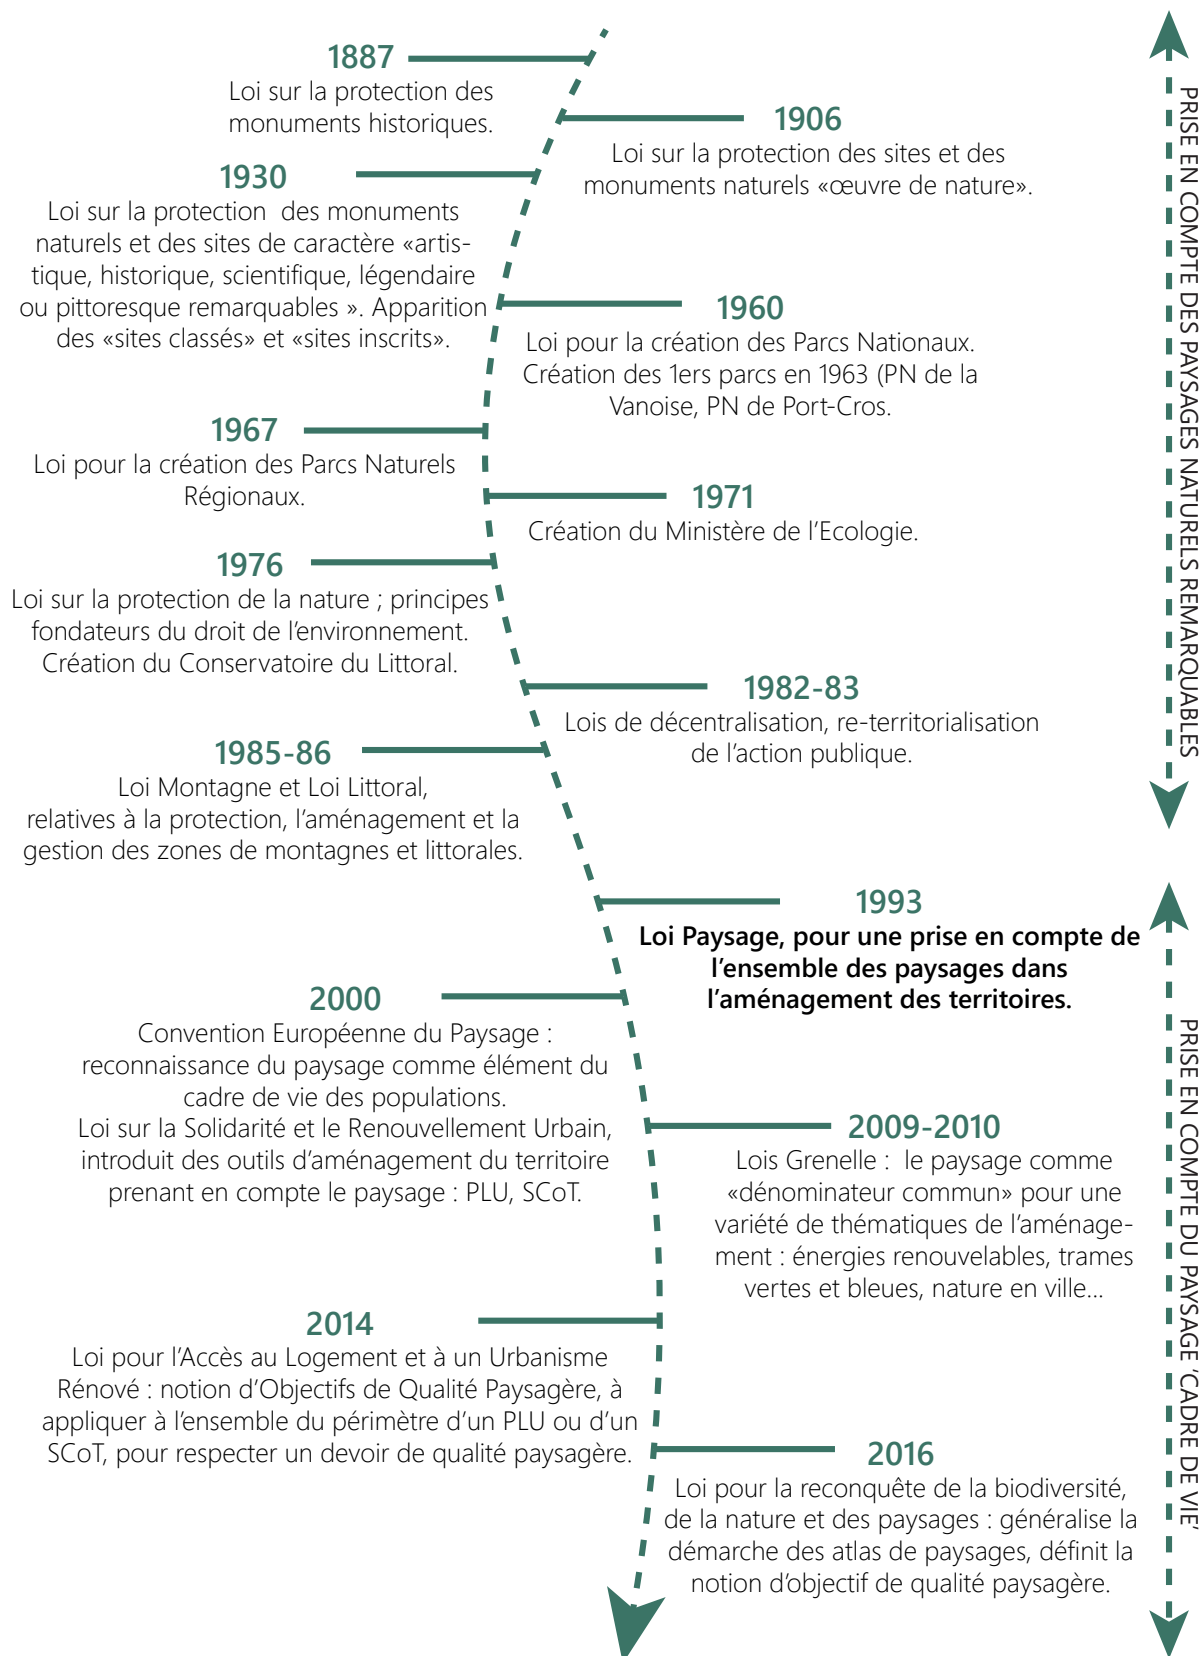 1887
Loi sur la protection des
monuments historiques.
1906
Loi sur la protection des sites et des
monuments naturels «œuvre de nature».
1930
Loi sur la protection  des monuments
naturels et des sites de caractère «artis-
tique, historique, scientifique, légendaire
ou pittoresque remarquables ». Apparition
des «sites classés» et «sites inscrits».
1960
Loi pour la création des Parcs Nationaux.
Création des 1ers parcs en 1963 (PN de la
Vanoise, PN de Port-Cros.
1967
Loi pour la création des Parcs Naturels
Régionaux.
1971
Création du Ministère de l'Ecologie.
1976
Loi sur la protection de la nature ; principes
fondateurs du droit de l'environnement.
Création du Conservatoire du Littoral.
1982-83
Lois de décentralisation, re-territorialisation
de l'action publique.
1985-86
Loi Montagne et Loi Littoral,
relatives à la protection, l'aménagement et la
gestion des zones de montagnes et littorales.
PRISE EN COMPTE DES PAYSAGES NATURELS REMARQUABLES
1993
Loi Paysage, pour une prise en compte de
l'ensemble des paysages dans
l'aménagement des territoires.
2000
Convention Européenne du Paysage :
reconnaissance du paysage comme élément du
cadre de vie des populations.
Loi sur la Solidarité et le Renouvellement Urbain,
introduit des outils d'aménagement du territoire
prenant en compte le paysage : PLU, SCoT.
2009-2010
Lois Grenelle :  le paysage comme
«dénominateur commun» pour une
variété de thématiques de l'aménage-
ment : énergies renouvelables, trames
vertes et bleues, nature en ville...
2014
Loi pour l'Accès au Logement et à un Urbanisme
Rénové : notion d'Objectifs de Qualité Paysagère, à
appliquer à l'ensemble du périmètre d'un PLU ou d'un
SCoT, pour respecter un devoir de qualité paysagère.
2016
Loi pour la reconquête de la biodiversité,
de la nature et des paysages : généralise la
démarche des atlas de paysages, définit la
notion d'objectif de qualité paysagère.
PRISE EN COMPTE DU PAYSAGE 'CADRE DE VIE'